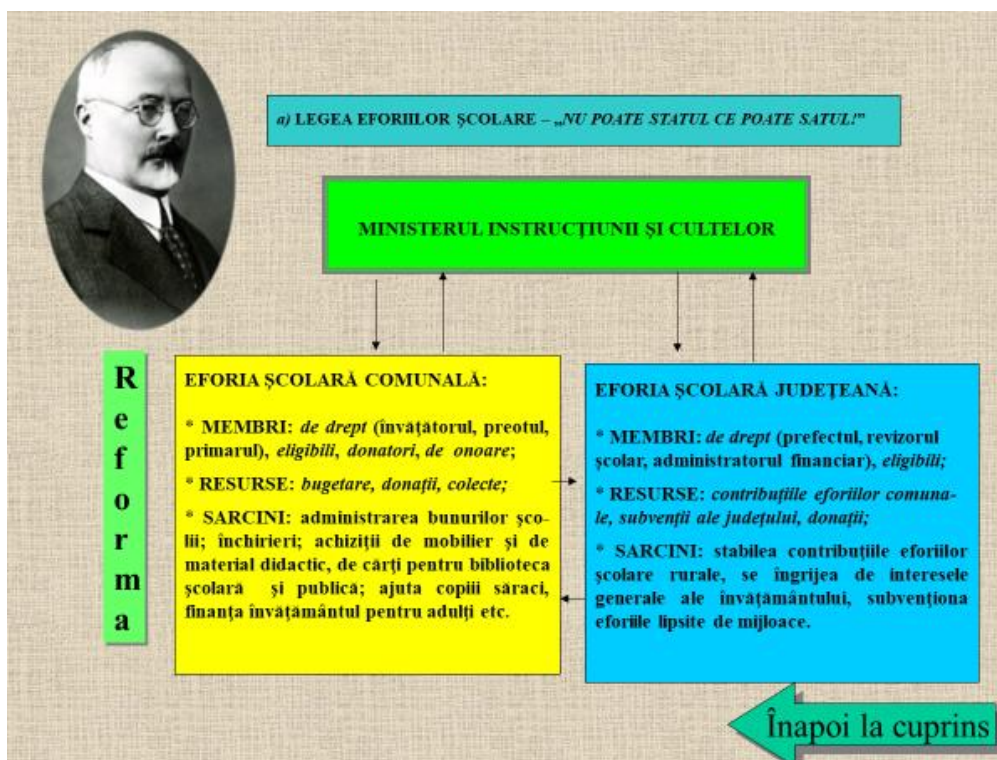 a) LEGEA EFORIILOR ŞCOLARE – „NU POATE STATUL CE POATE SATUL!”
MINISTERUL INSTRUCŢIUNII ŞI CULTELOR
Reforma
EFORIA ŞCOLARĂ COMUNALĂ:
* MEMBRI: de drept (învăţătorul, preotul,
primarul), eligibili, donatori, de onoare;
* RESURSE: bugetare, donaţii, colecte;
* SARCINI: administrarea bunurilor şco-
lii; închirieri; achiziţii de mobilier şi de
material didactic, de cărţi pentru biblioteca
şcolară şi publică; ajuta copiii săraci,
finanţa învăţământul pentru adulţi etc.
EFORIA ŞCOLARĂ JUDEŢEANĂ:
* MEMBRI: de drept (prefectul, revizorul
şcolar, administratorul financiar), eligibili;
* RESURSE: contribuţiile eforiilor comuna-
le, subvenţii ale judeţului, donaţii;
* SARCINI: stabilea contribuţiile eforiilor
şcolare rurale, se îngrijea de interesele
generale ale învăţământului, subvenţiona
eforiile lipsite de mijloace.
Înapoi la cuprins